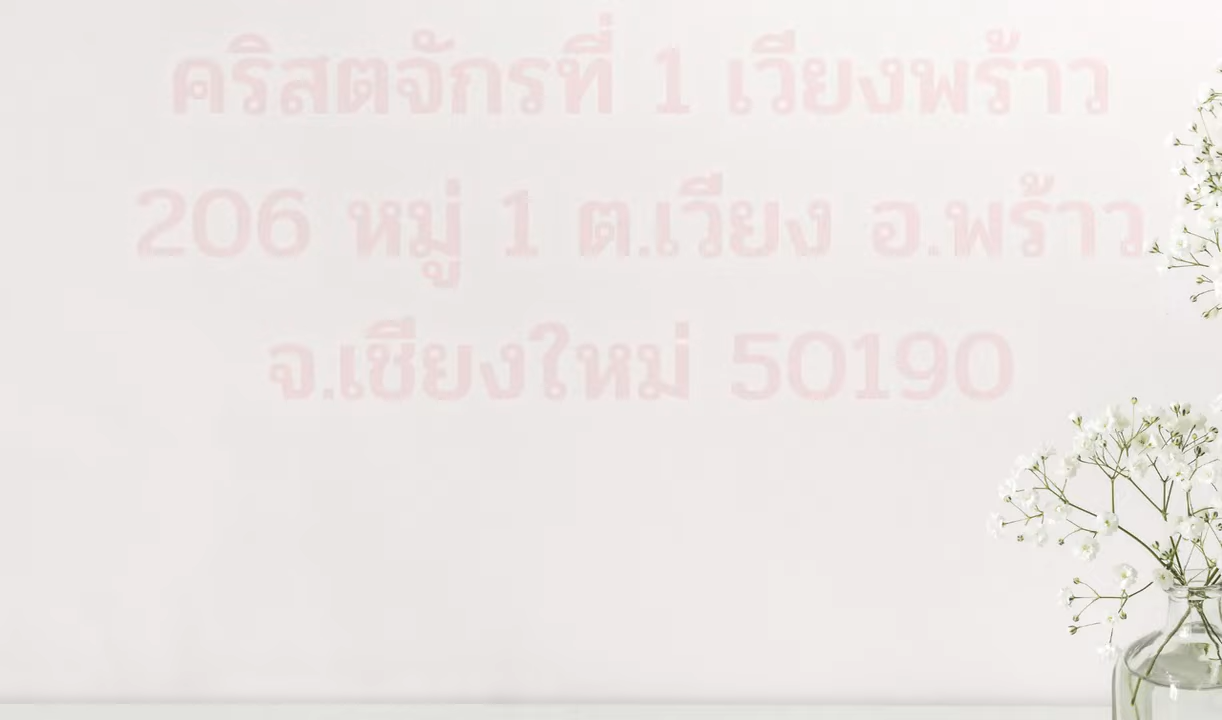 คริสตจักรที่ 1 เวียงพร้าว
206 หมู่ 1 ต.เวียง อ.พร้าว
จ.เชียงใหม่ 50190